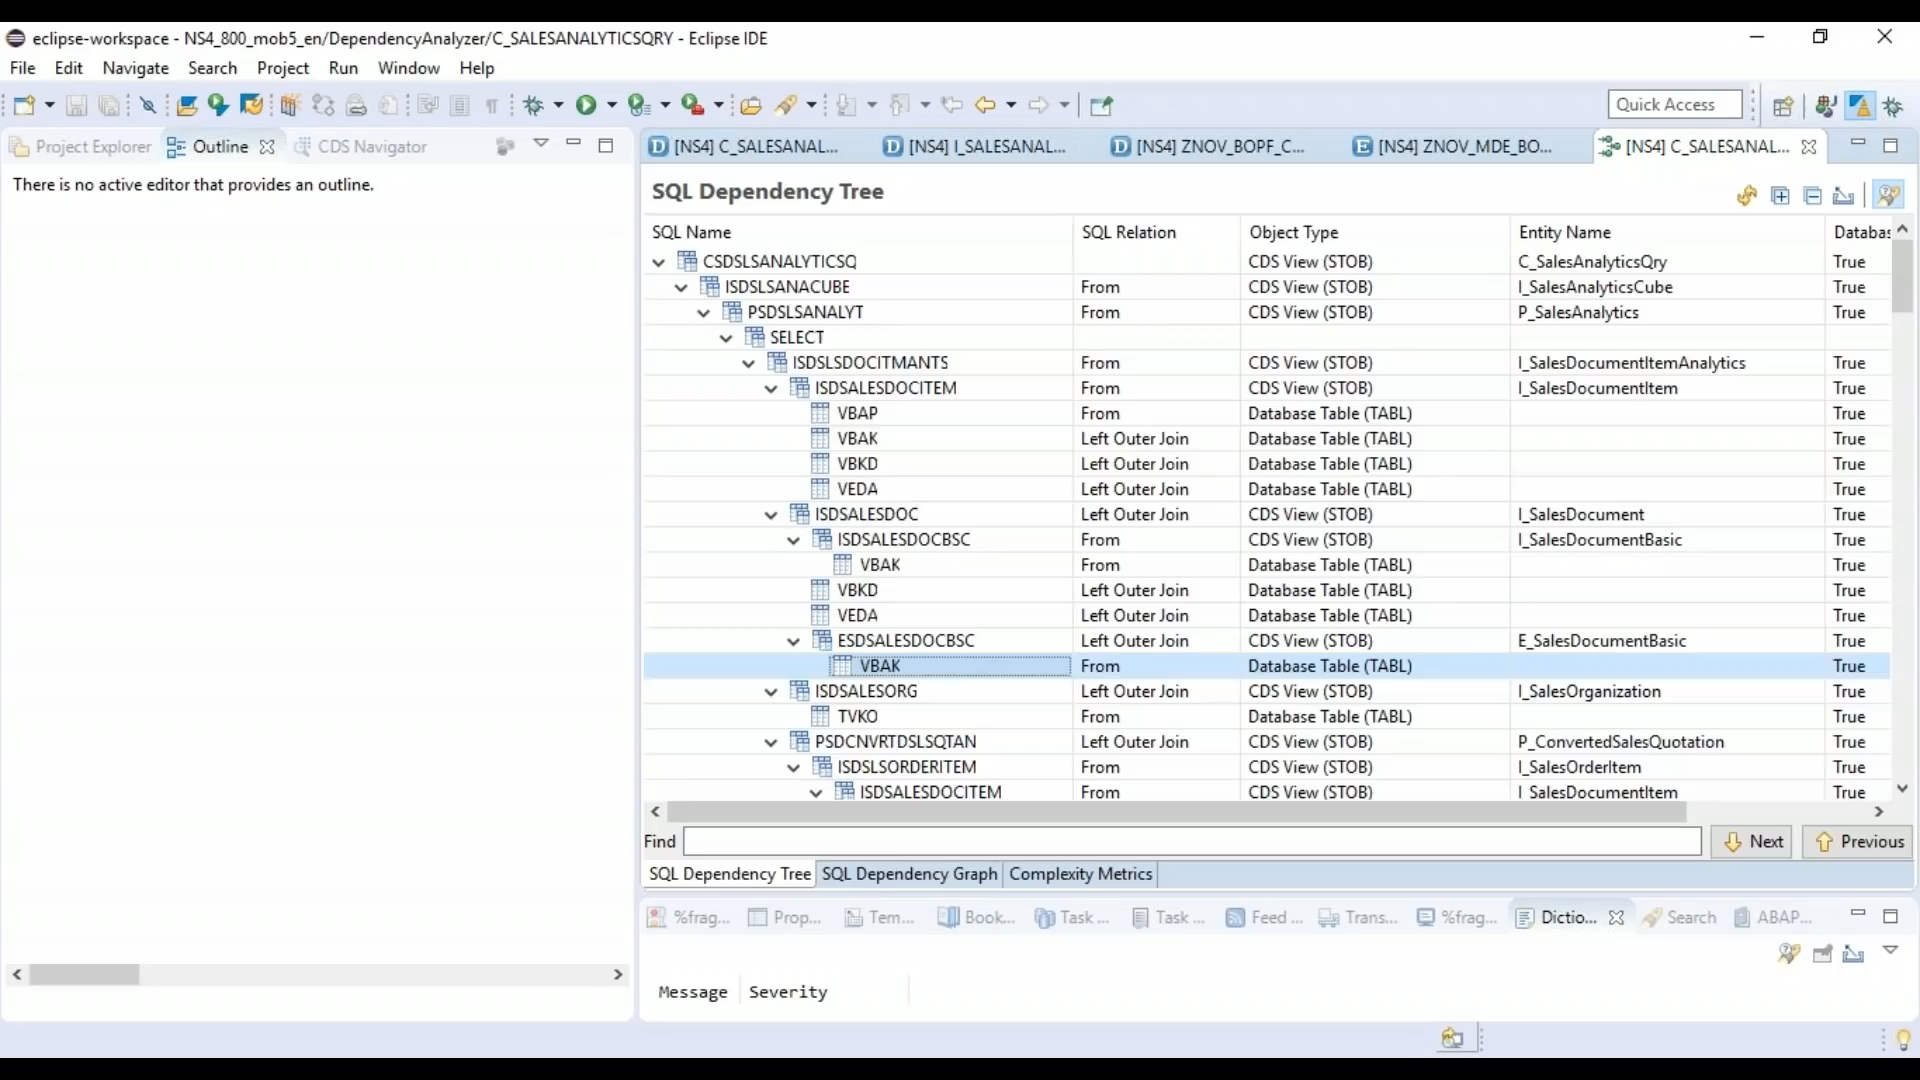 eclipse-workspace - NS4_800_mob5_en/DependencyAnalyzer/C_SALESANALYTICSQRY - Eclipse IDE
File Edit Navigate Search Project Run Window Help
Quick Access
Project Explorer Outline CDS Navigator
[NS4] C_SALESANAL... [NS4] I_SALESANAL... [NS4] ZNOV_BOPF_C... [NS4] ZNOV_MDE_BO... [NS4] C_SALESANAL...
There is no active editor that provides an outline.
SQL Dependency Tree
SQL Name SQL Relation Object Type Entity Name Databas
CSDSLSANALYTICSQ CDS View (STOB) C_SalesAnalyticsQry True
ISDSLSANACUBE From CDS View (STOB) I_SalesAnalyticsCube True
PSDSLSANALYT From CDS View (STOB) P_SalesAnalytics True
SELECT
ISDSLSDOCITMANTS From CDS View (STOB) I_SalesDocumentItemAnalytics True
ISDSALESDOCITEM From CDS View (STOB) I_SalesDocumentItem True
VBAP From Database Table (TABL) True
VBAK Left Outer Join Database Table (TABL) True
VBKD Left Outer Join Database Table (TABL) True
VEDA Left Outer Join Database Table (TABL) True
ISDSALESDOC Left Outer Join CDS View (STOB) I_SalesDocument True
ISDSALESDOCBSC From CDS View (STOB) I_SalesDocumentBasic True
VBAK From Database Table (TABL) True
VBKD Left Outer Join Database Table (TABL) True
VEDA Left Outer Join Database Table (TABL) True
ESDSALESDOCBSC Left Outer Join CDS View (STOB) E_SalesDocumentBasic True
VBAK From Database Table (TABL) True
ISDSALESORG Left Outer Join CDS View (STOB) I_SalesOrganization True
TVKO From Database Table (TABL) True
PSDCNVRTDSLSQTAN Left Outer Join CDS View (STOB) P_ConvertedSalesQuotation True
ISDSLSORDERITEM From CDS View (STOB) I_SalesOrderItem True
ISDSALESDOCITEM From CDS View (STOB) I_SalesDocumentItem True
Find Next Previous
SQL Dependency Tree SQL Dependency Graph Complexity Metrics
%frag... Prop... Tem... Book... Task ... Task ... Feed ... Trans... %frag... Dictio... Search ABAP...
Message Severity